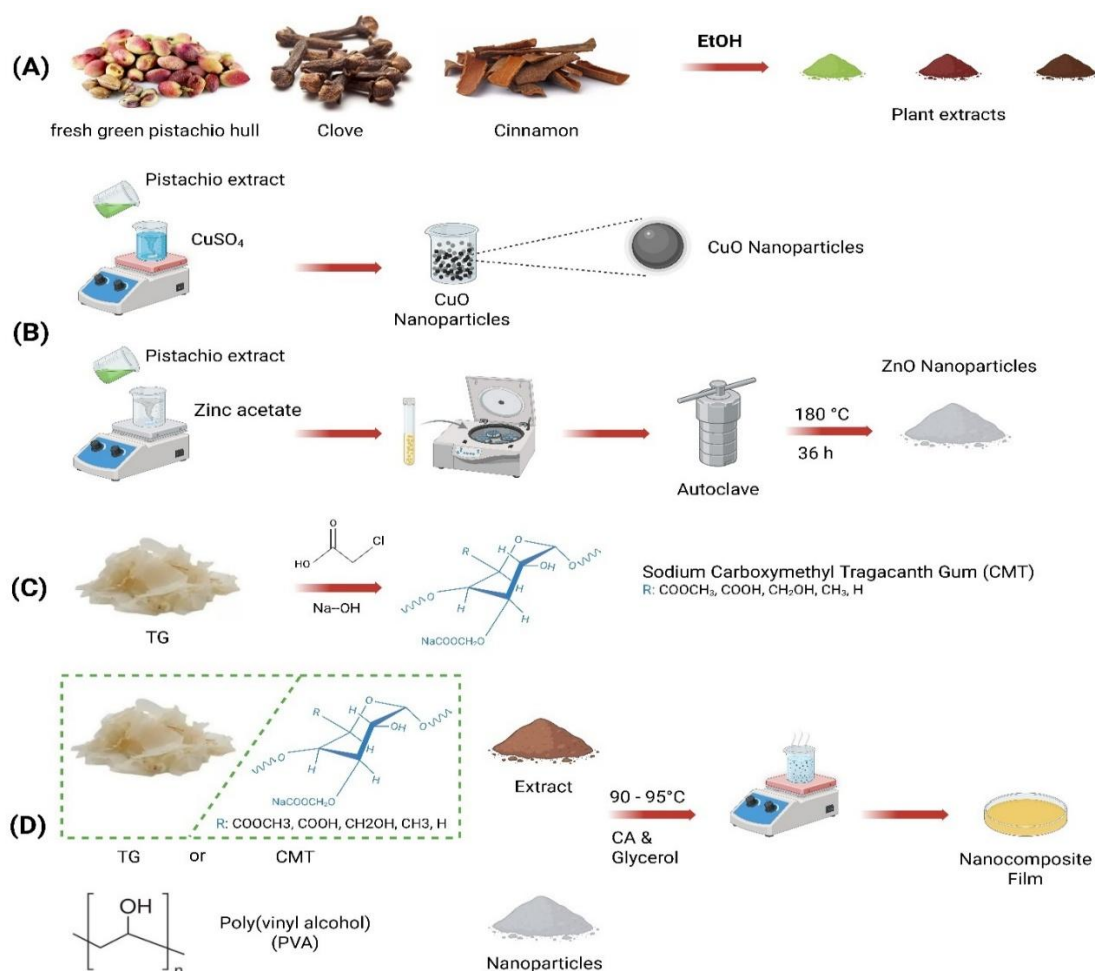 (A)
EtOH
fresh green pistachio hull
Clove
Cinnamon
Plant extracts
(B)
Pistachio extract
CuSO₄
CuO
Nanoparticles
CuO Nanoparticles
Pistachio extract
Zinc acetate
Autoclave
180 °C
36 h
ZnO Nanoparticles
(C)
TG
O
HO
Cl
Na–OH
R
O
O
OH
O
H
H
H
NaCOOCH₂O
Sodium Carboxymethyl Tragacanth Gum (CMT)
R: COOCH₃, COOH, CH₂OH, CH₃, H
(D)
R
O
O
OH
O
H
H
H
NaCOOCH₂O
R: COOCH3, COOH, CH2OH, CH3, H
TG or CMT
OH
n
Poly(vinyl alcohol)
(PVA)
Extract
Nanoparticles
90 - 95°C
CA &
Glycerol
Nanocomposite
Film